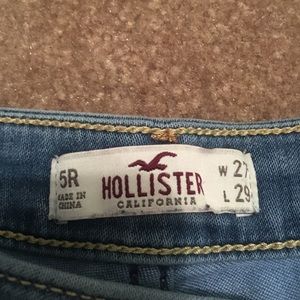 5R
MADE IN
CHINA
HOLLISTER
CALIFORNIA
W 27
L 29